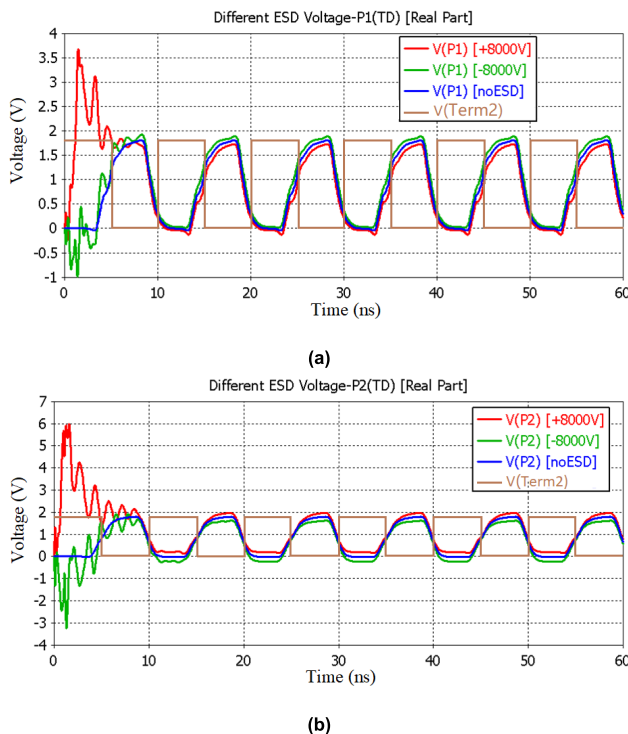 Different ESD Voltage-P1(TD) [Real Part]
V(P1) [+8000V]
V(P1) [-8000V]
V(P1) [noESD]
V(Term2)
Voltage (V)
4
3.5
3
2.5
2
1.5
1
0.5
0
-0.5
-1
0
10
20
30
40
50
60
Time (ns)
(a)
Different ESD Voltage-P2(TD) [Real Part]
V(P2) [+8000V]
V(P2) [-8000V]
V(P2) [noESD]
V(Term2)
Voltage (V)
7
6
5
4
3
2
1
0
-1
-2
-3
-4
0
10
20
30
40
50
60
Time (ns)
(b)